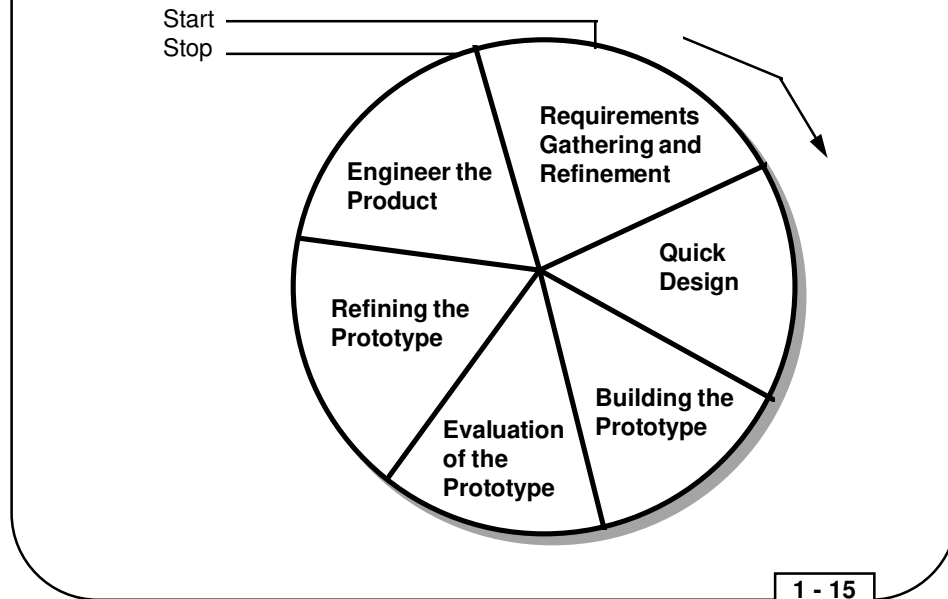 Start
Stop
Requirements
Gathering and
Refinement
Quick
Design
Building the
Prototype
Evaluation
of the
Prototype
Refining the
Prototype
Engineer the
Product
1 - 15